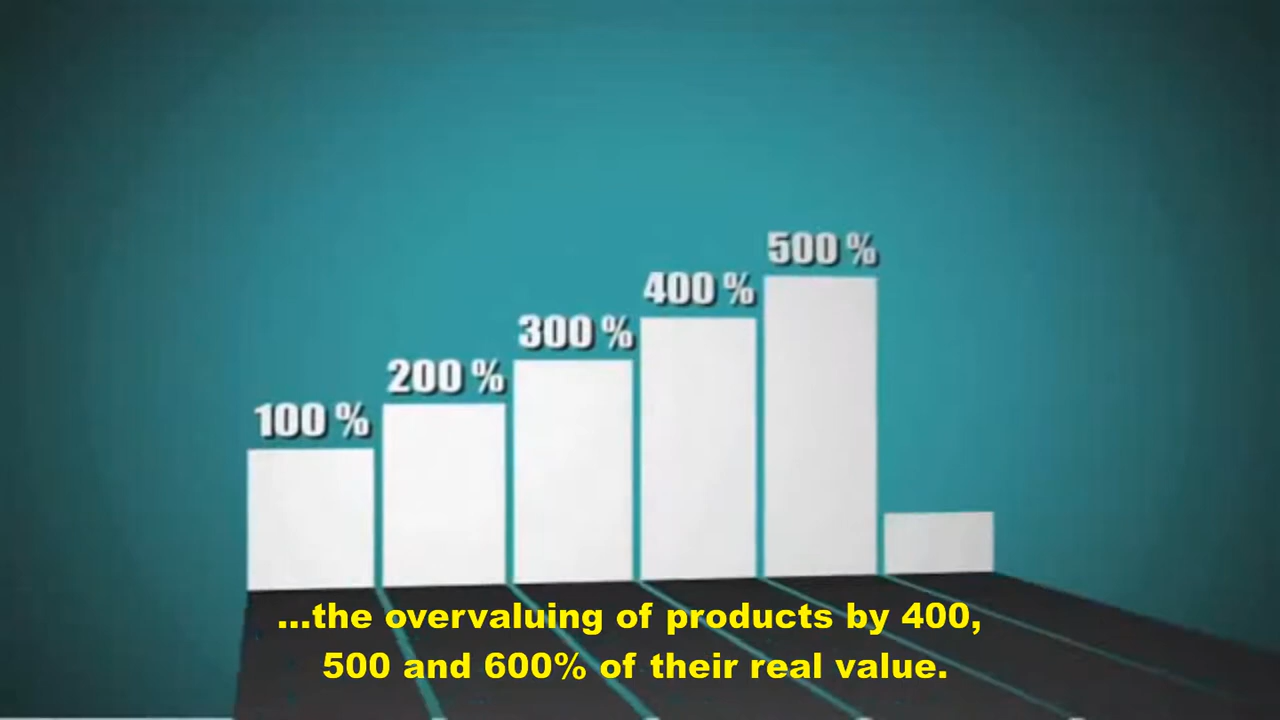 500 %
400 %
300 %
200 %
100 %
...the overvaluing of products by 400,
500 and 600% of their real value.